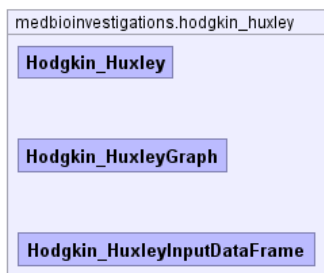 medbioinvestigations.hodgkin_huxley
Hodgkin_Huxley
Hodgkin_HuxleyGraph
Hodgkin_HuxleyInputDataFrame